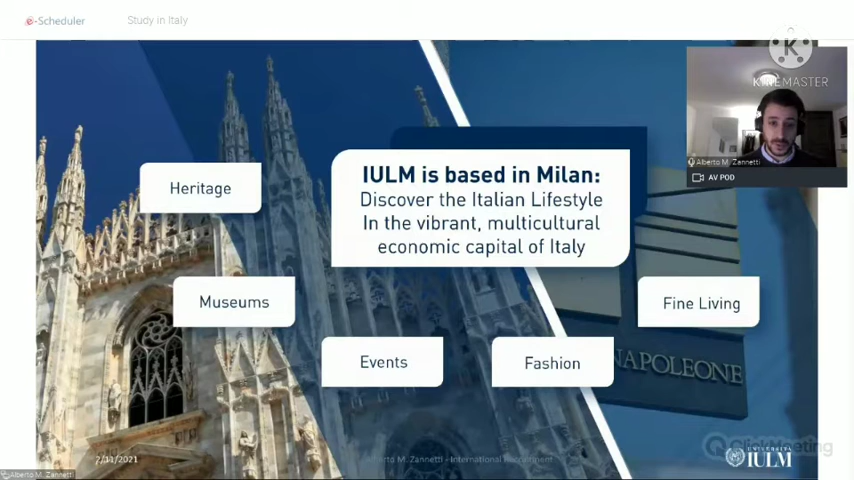 e-Scheduler
Study in Italy
KINEMASTER
Alberto M. Zannetti
AV POD
Heritage
IULM is based in Milan:
Discover the Italian Lifestyle
In the vibrant, multicultural
economic capital of Italy
Museums
Fine Living
Events
Fashion
NAPOLEONE
ClickMeeting
2/11/2021
Alberto M. Zannetti - International Recruitment
UNIVERSITÀ
IULM
Alberto M. Zannetti